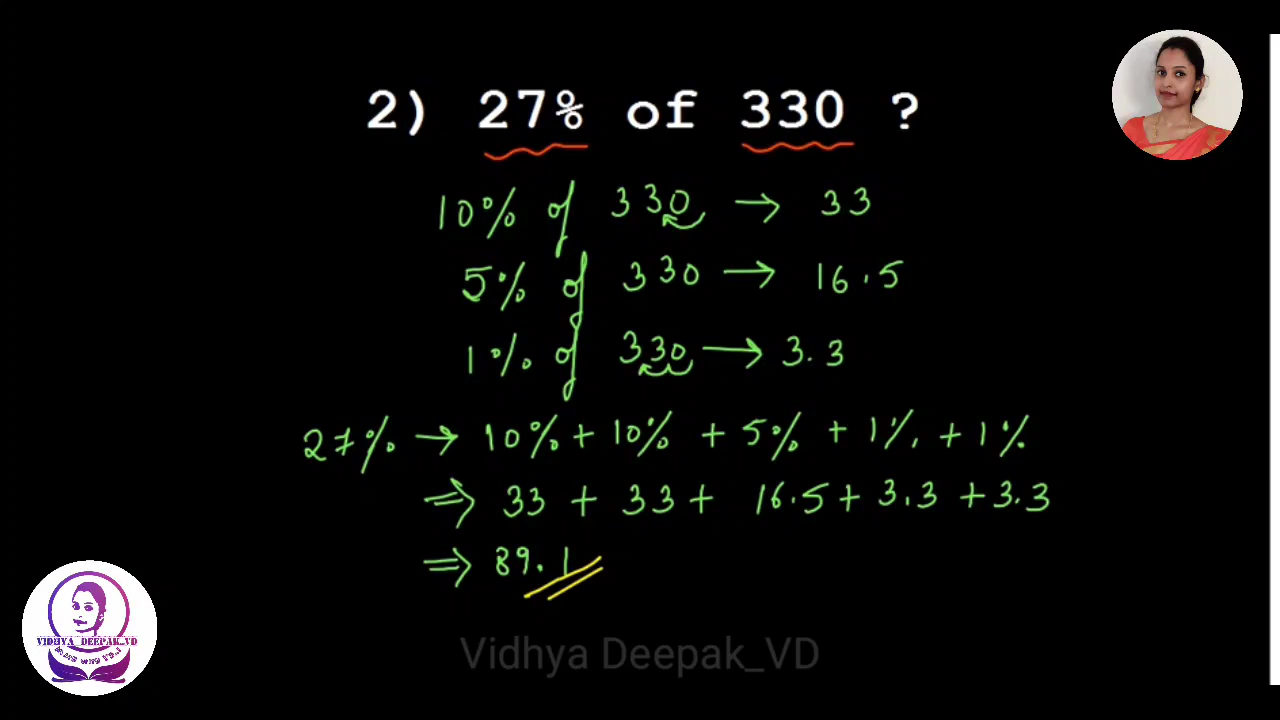 2) 27% of 330 ?
10% of 330 → 33
5% of 330 → 16.5
1% of 330 → 3.3
27% → 10% + 10% + 5% + 1% + 1%
⇒ 33 + 33 + 16.5 + 3.3 + 3.3
⇒ 89.1
VIDHYA_DEEPAK_VD
Vidhya Deepak_VD